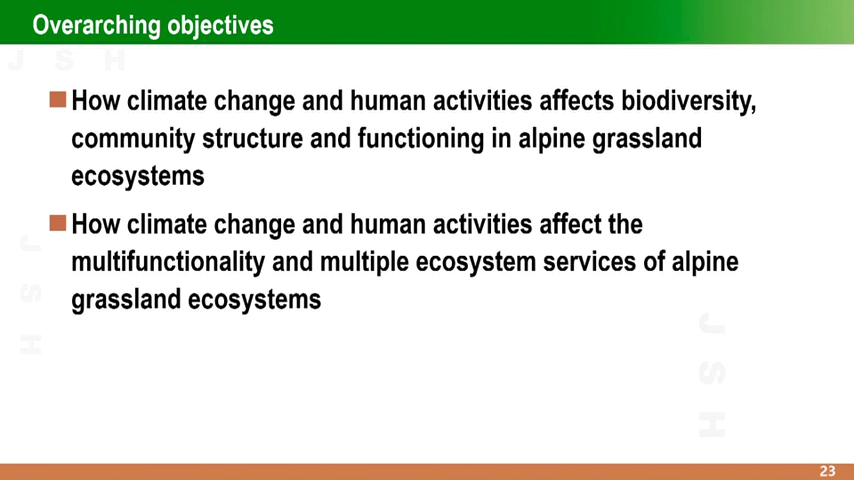 Overarching objectives
J S H
How climate change and human activities affects biodiversity,
community structure and functioning in alpine grassland
ecosystems
How climate change and human activities affect the
multifunctionality and multiple ecosystem services of alpine
grassland ecosystems
J S H
J S H
23